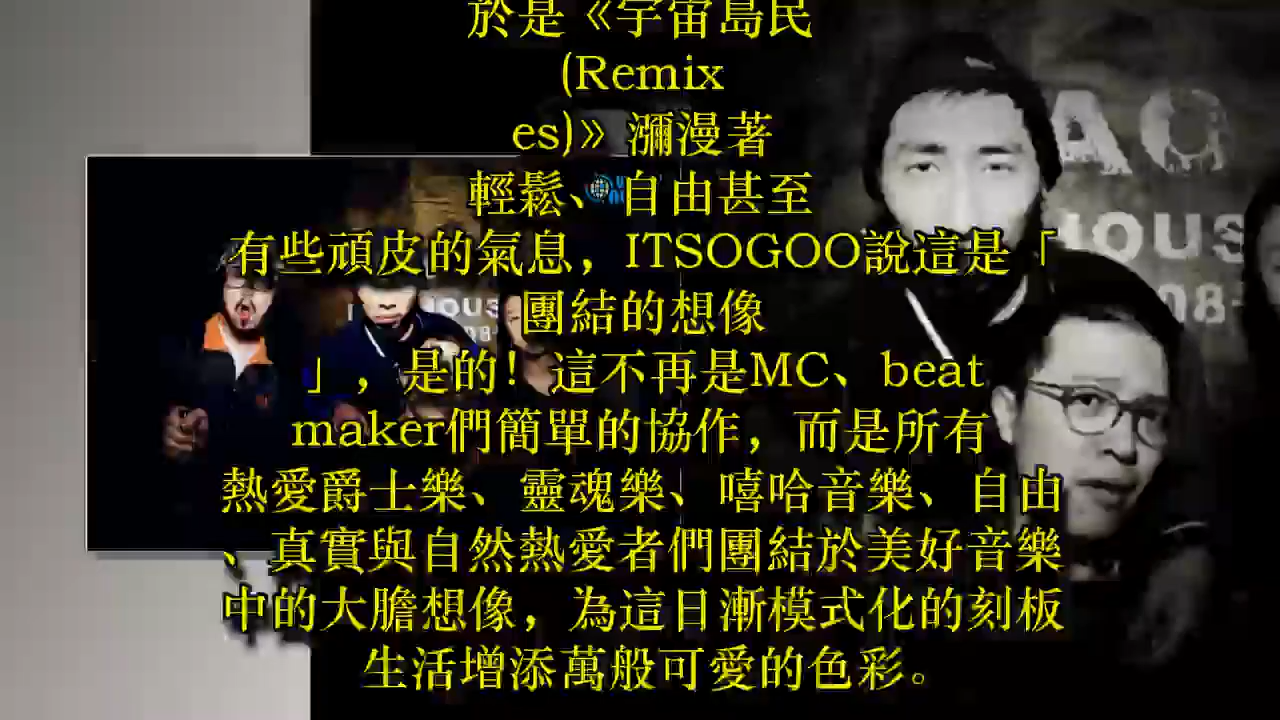 於是《宇宙島民
(Remix
es)》瀰漫著
輕鬆、自由甚至
有些頑皮的氣息，ITSOGOO說這是「
團結的想像
」，是的！這不再是MC、beat
maker們簡單的協作，而是所有
熱愛爵士樂、靈魂樂、嘻哈音樂、自由
、真實與自然熱愛者們團結於美好音樂
中的大膽想像，為這日漸模式化的刻板
生活增添萬般可愛的色彩。
AO
HOUS
08-
HOUS
08-